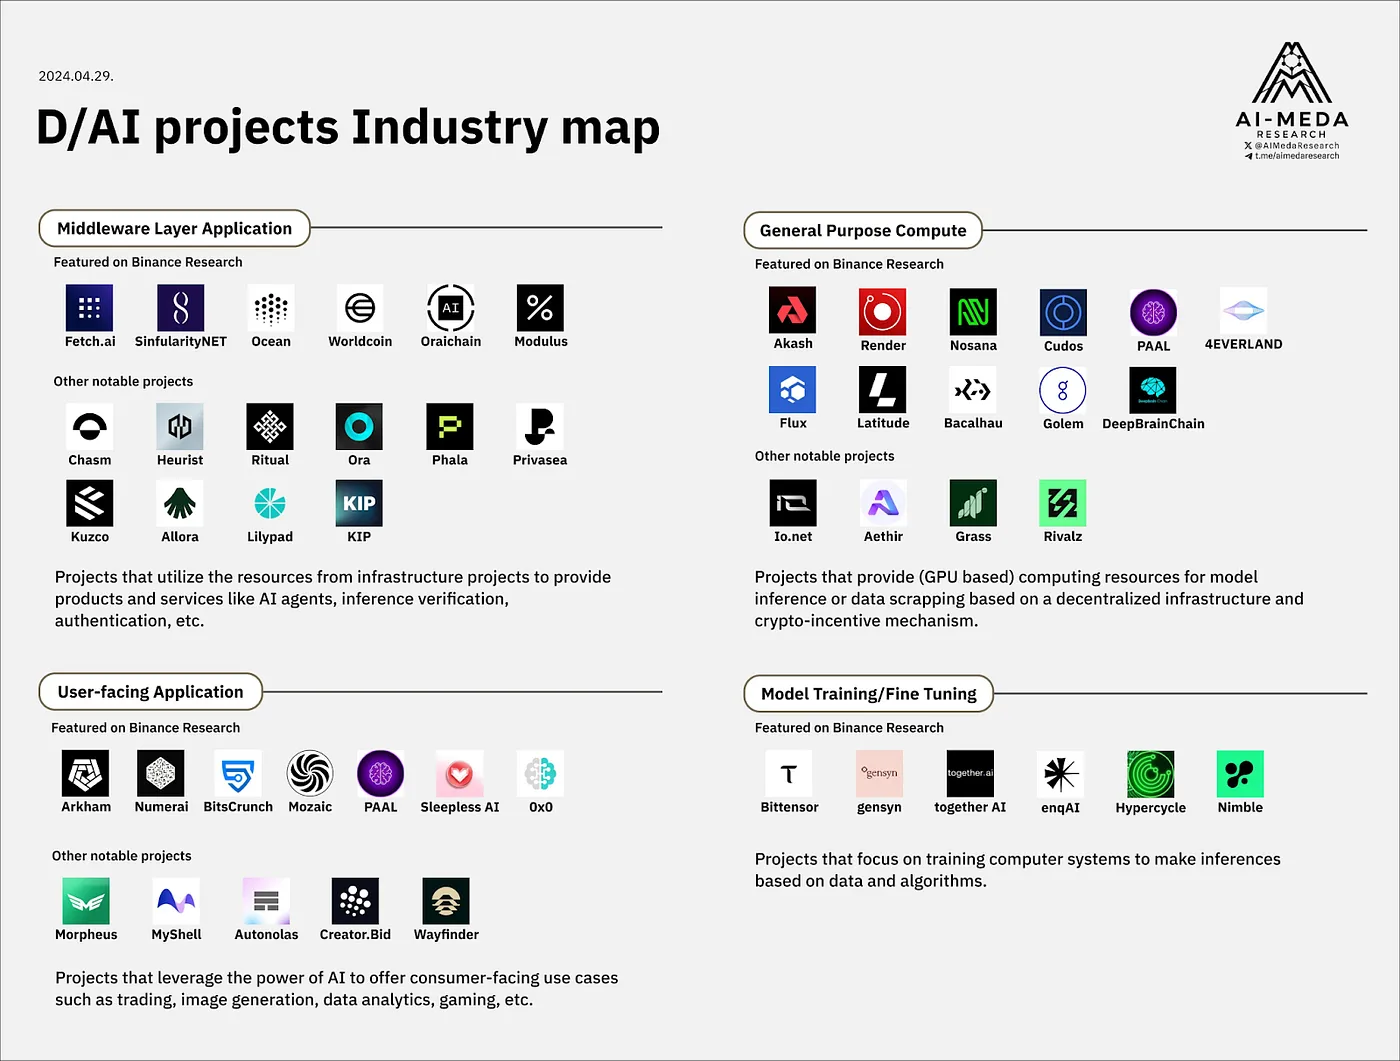 2024.04.29.
D/AI projects Industry map
AI-MEDA
RESEARCH
@AIMedaResearch
t.me/aimedaresearch
Middleware Layer Application
Featured on Binance Research
Fetch.ai SinfularityNET Ocean Worldcoin Oraichain Modulus
AI
Other notable projects
Chasm Heurist Ritual Ora Phala Privasea
KIP
Kuzco Allora Lilypad KIP
Projects that utilize the resources from infrastructure projects to provide
products and services like AI agents, inference verification,
authentication, etc.
General Purpose Compute
Featured on Binance Research
Akash Render Nosana Cudos PAAL 4EVERLAND
DeepBrain Chain
Flux Latitude Bacalhau Golem DeepBrainChain
Other notable projects
Io.net Aethir Grass Rivalz
Projects that provide (GPU based) computing resources for model
inference or data scrapping based on a decentralized infrastructure and
crypto-incentive mechanism.
User-facing Application
Featured on Binance Research
Arkham Numerai BitsCrunch Mozaic PAAL Sleepless AI 0x0
Other notable projects
Morpheus MyShell Autonolas Creator.Bid Wayfinder
Projects that leverage the power of AI to offer consumer-facing use cases
such as trading, image generation, data analytics, gaming, etc.
Model Training/Fine Tuning
Featured on Binance Research
gensyn together.ai
Bittensor gensyn together AI enqAI Hypercycle Nimble
Projects that focus on training computer systems to make inferences
based on data and algorithms.